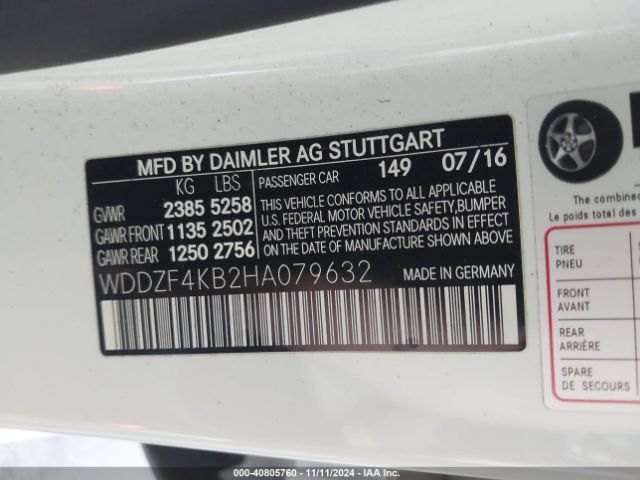 MFD BY DAIMLER AG STUTTGART
KG LBS
GVWR 2385 5258
GAWR FRONT 1135 2502
GAWR REAR 1250 2756
PASSENGER CAR 149 07/16
THIS VEHICLE CONFORMS TO ALL APPLICABLE
U.S. FEDERAL MOTOR VEHICLE SAFETY,BUMPER
AND THEFT PREVENTION STANDARDS IN EFFECT
ON THE DATE OF MANUFACTURE SHOWN ABOVE
WDDZF4KB2HA079632 MADE IN GERMANY
The combined
Le poids total des
TIRE
PNEU
FRONT
AVANT
REAR
ARRIÈRE
SPARE
DE SECOURS
000-40805760 - 11/11/2024 - IAA Inc.